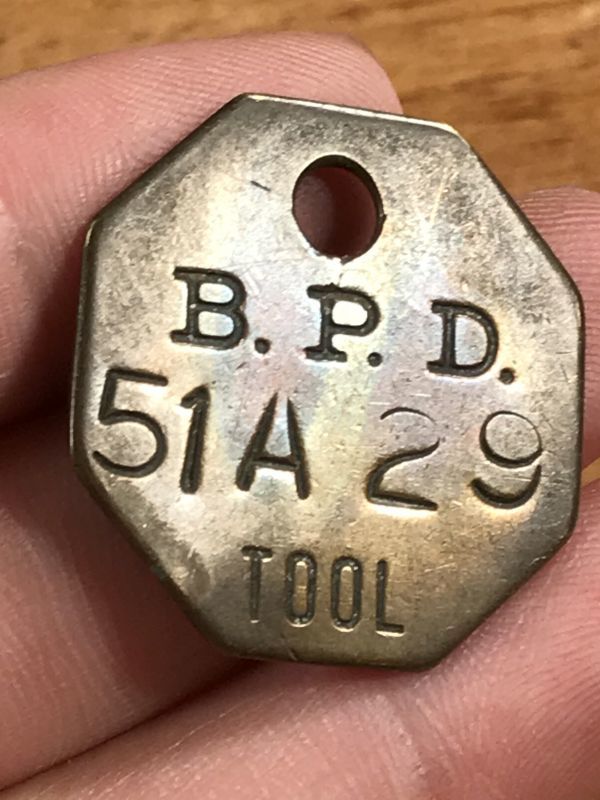 B. P. D.
51A 29
TOOL